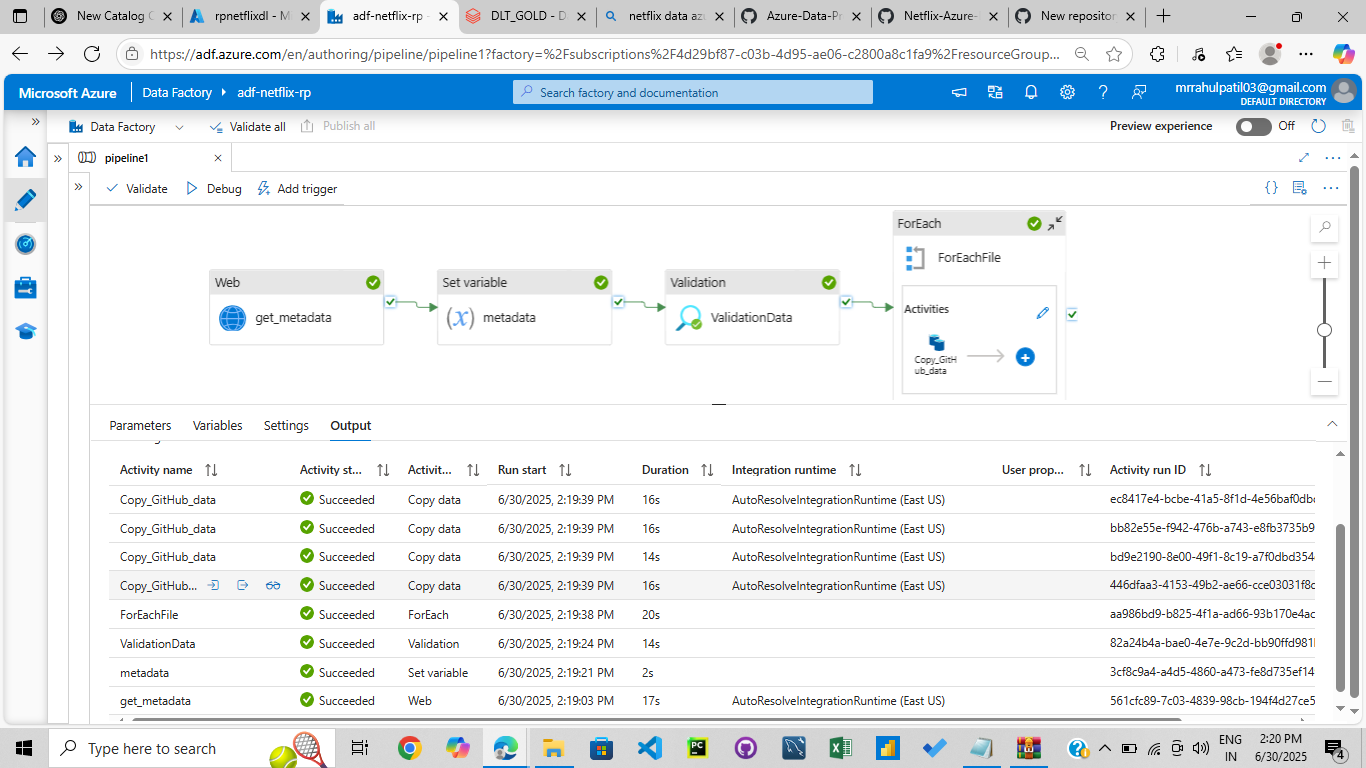 New Catalog C
rpnetflixdl - M
adf-netflix-rp -
DLT_GOLD - D
netflix data az
Azure-Data-Pr
Netflix-Azure-
New repositor
https://adf.azure.com/en/authoring/pipeline/pipeline1?factory=%2Fsubscriptions%2F4d29bf87-c03b-4d95-ae06-c2800a8c1fa9%2FresourceGroup...
Microsoft Azure
Data Factory
adf-netflix-rp
Search factory and documentation
mrrahulpatil03@gmail.com
DEFAULT DIRECTORY
Data Factory
Validate all
Publish all
Preview experience
Off
pipeline1
Validate
Debug
Add trigger
Web
get_metadata
Set variable
(x) metadata
Validation
ValidationData
ForEach
ForEachFile
Activities
Copy_GitH
ub_data
Parameters
Variables
Settings
Output
Activity name Activity st... Activit... Run start Duration Integration runtime User prop... Activity run ID
Copy_GitHub_data Succeeded Copy data 6/30/2025, 2:19:39 PM 16s AutoResolveIntegrationRuntime (East US) ec8417e4-bcbe-41a5-8f1d-4e56baf0dbc
Copy_GitHub_data Succeeded Copy data 6/30/2025, 2:19:39 PM 16s AutoResolveIntegrationRuntime (East US) bb82e55e-f942-476b-a743-e8fb3735b9
Copy_GitHub_data Succeeded Copy data 6/30/2025, 2:19:39 PM 14s AutoResolveIntegrationRuntime (East US) bd9e2190-8e00-49f1-8c19-a7f0dbd354
Copy_GitHub... Succeeded Copy data 6/30/2025, 2:19:39 PM 16s AutoResolveIntegrationRuntime (East US) 446dfaa3-4153-49b2-ae66-cce03031f8c
ForEachFile Succeeded ForEach 6/30/2025, 2:19:38 PM 20s aa986bd9-b825-4f1a-ad66-93b170e4ac
ValidationData Succeeded Validation 6/30/2025, 2:19:24 PM 14s 82a24b4a-bae0-4e7e-9c2d-bb90ffd981
metadata Succeeded Set variable 6/30/2025, 2:19:21 PM 2s 3cf8c9a4-a4d5-4860-a473-fe8d735ef14
get_metadata Succeeded Web 6/30/2025, 2:19:03 PM 17s AutoResolveIntegrationRuntime (East US) 561cfc89-7c03-4839-98cb-194f4d27ce5
Type here to search
ENG
IN
2:20 PM
6/30/2025
4